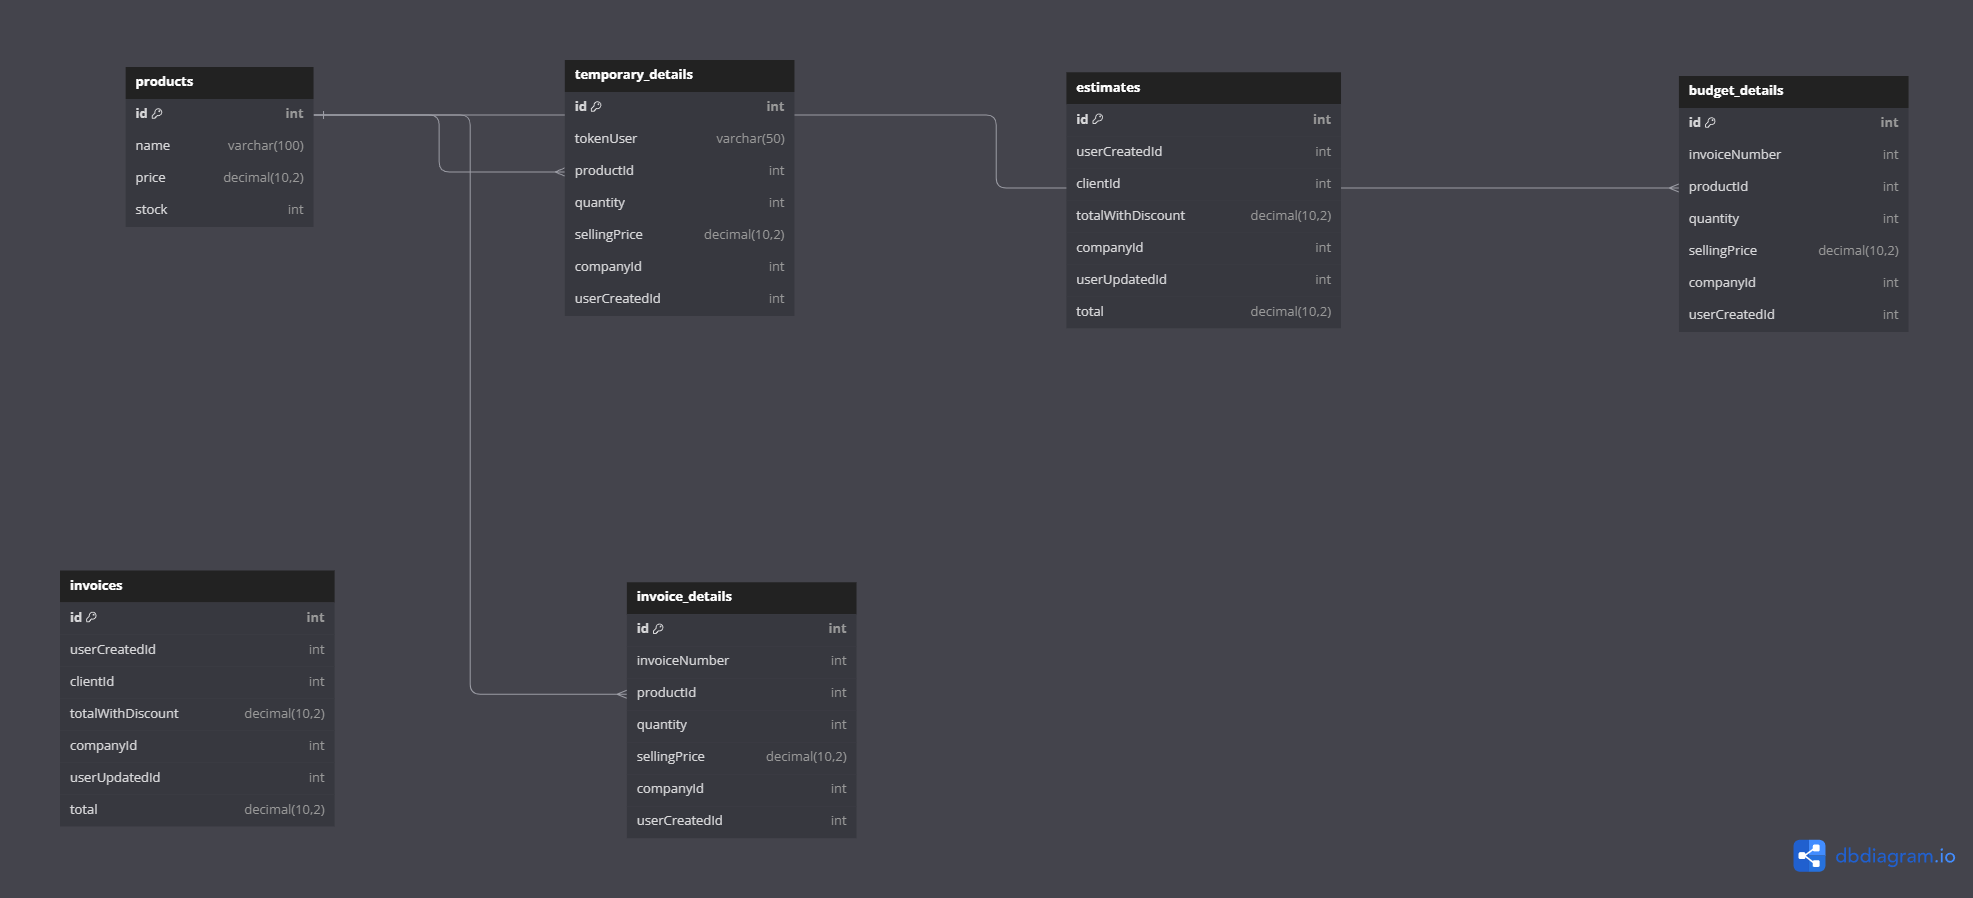 products
id int
name varchar(100)
price decimal(10,2)
stock int
temporary_details
id int
tokenUser varchar(50)
productId int
quantity int
sellingPrice decimal(10,2)
companyId int
userCreatedId int
estimates
id int
userCreatedId int
clientId int
totalWithDiscount decimal(10,2)
companyId int
userUpdatedId int
total decimal(10,2)
budget_details
id int
invoiceNumber int
productId int
quantity int
sellingPrice decimal(10,2)
companyId int
userCreatedId int
invoices
id int
userCreatedId int
clientId int
totalWithDiscount decimal(10,2)
companyId int
userUpdatedId int
total decimal(10,2)
invoice_details
id int
invoiceNumber int
productId int
quantity int
sellingPrice decimal(10,2)
companyId int
userCreatedId int
dbdiagram.io